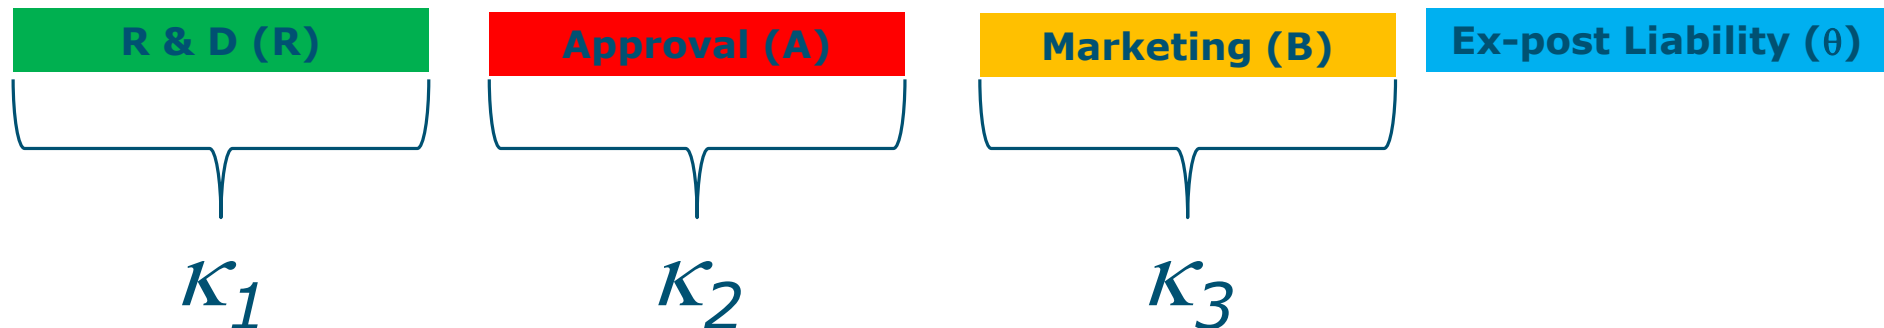 R & D (R) Approval (A) Marketing (B) Ex-post Liability (θ)
κ1 κ2 κ3